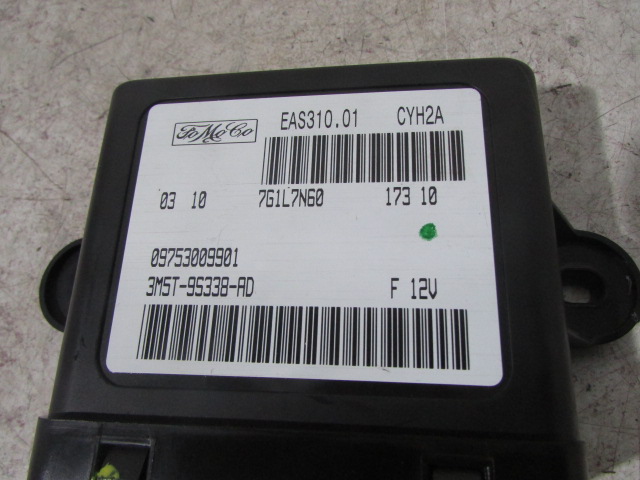 FoMoCo
EAS310.01 CYH2A
03 10 7G1L7N60 173 10
09753009901
3M5T-9S338-AD F 12V